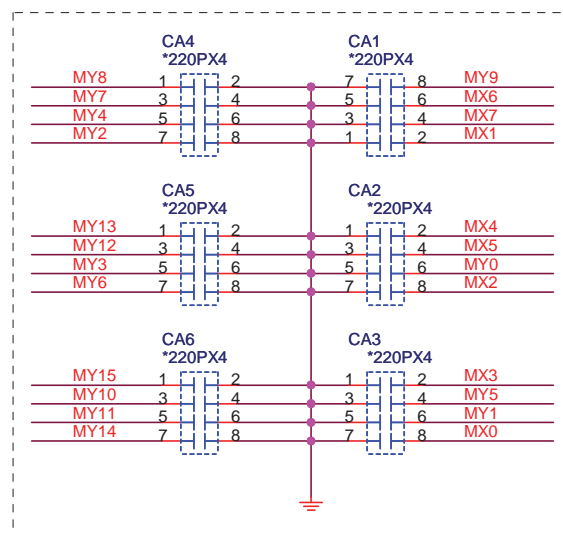 CA4 CA1
*220PX4 *220PX4
MY8 1 2 7 8 MY9
MY7 3 4 5 6 MX6
MY4 5 6 3 4 MX7
MY2 7 8 1 2 MX1
CA5 CA2
*220PX4 *220PX4
MY13 1 2 1 2 MX4
MY12 3 4 3 4 MX5
MY3 5 6 5 6 MY0
MY6 7 8 7 8 MX2
CA6 CA3
*220PX4 *220PX4
MY15 1 2 1 2 MX3
MY10 3 4 3 4 MY5
MY11 5 6 5 6 MY1
MY14 7 8 7 8 MX0